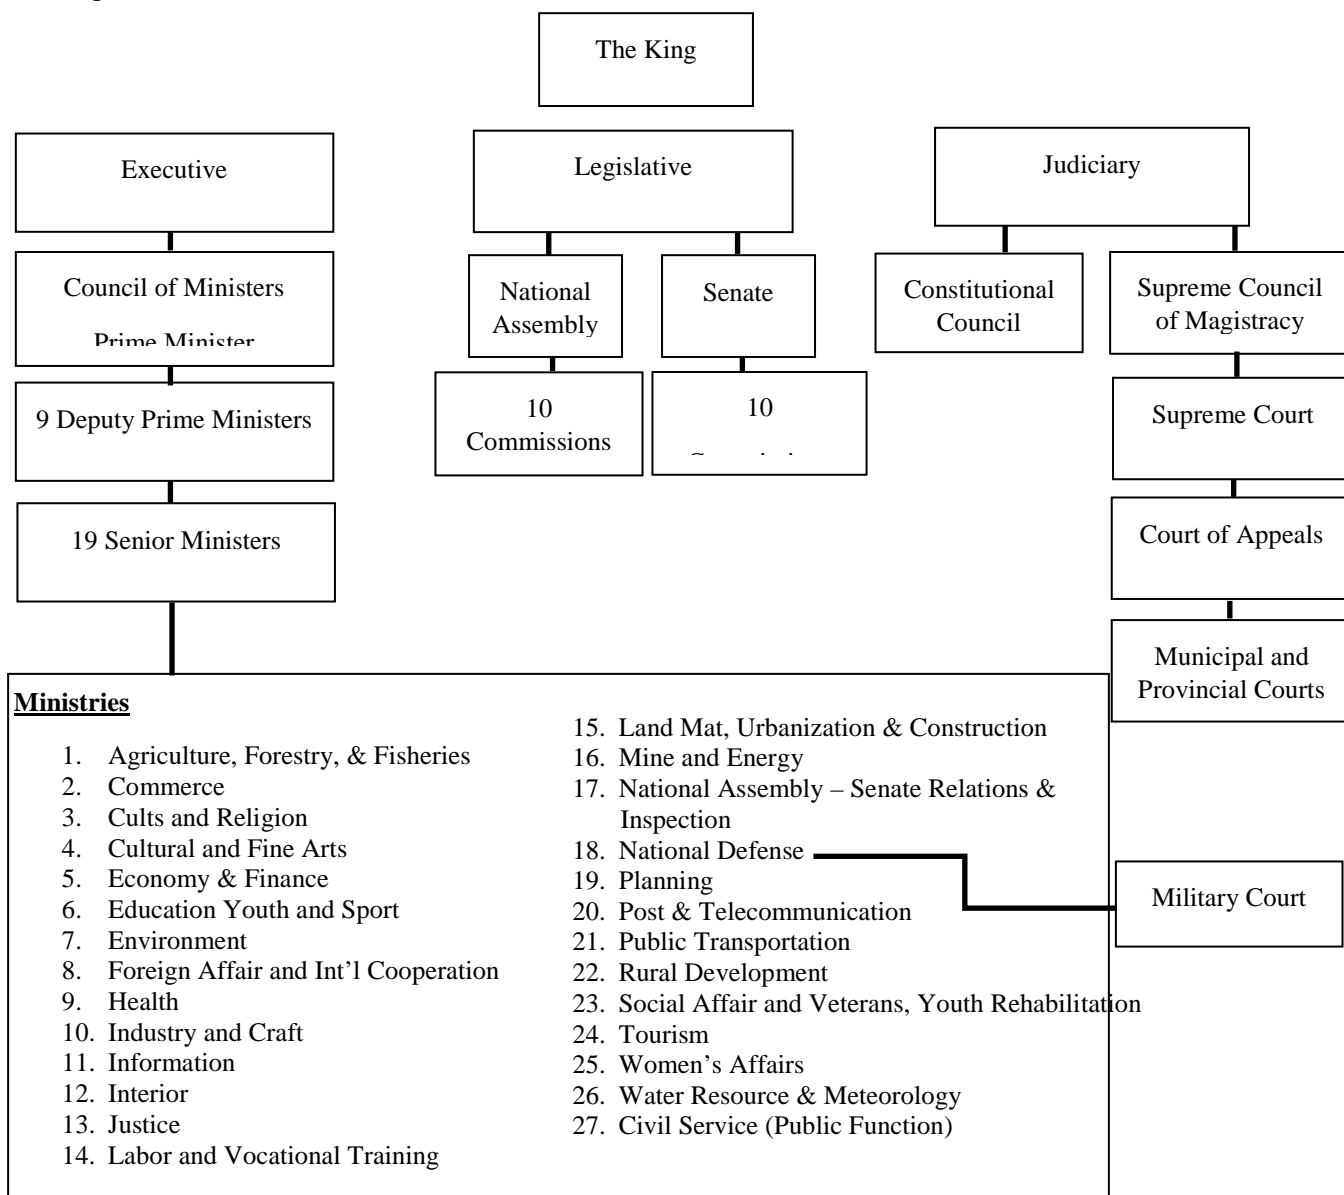 The King
Executive
Legislative
Judiciary
Council of Ministers
Prime Minister
National
Assembly
Senate
Constitutional
Council
Supreme Council
of Magistracy
9 Deputy Prime Ministers
10
Commissions
10
Supreme Court
19 Senior Ministers
Court of Appeals
Municipal and
Provincial Courts
Ministries
1. Agriculture, Forestry, & Fisheries
2. Commerce
3. Cults and Religion
4. Cultural and Fine Arts
5. Economy & Finance
6. Education Youth and Sport
7. Environment
8. Foreign Affair and Int’l Cooperation
9. Health
10. Industry and Craft
11. Information
12. Interior
13. Justice
14. Labor and Vocational Training
15. Land Mat, Urbanization & Construction
16. Mine and Energy
17. National Assembly – Senate Relations &
Inspection
18. National Defense
19. Planning
20. Post & Telecommunication
21. Public Transportation
22. Rural Development
23. Social Affair and Veterans, Youth Rehabilitation
24. Tourism
25. Women’s Affairs
26. Water Resource & Meteorology
27. Civil Service (Public Function)
Military Court